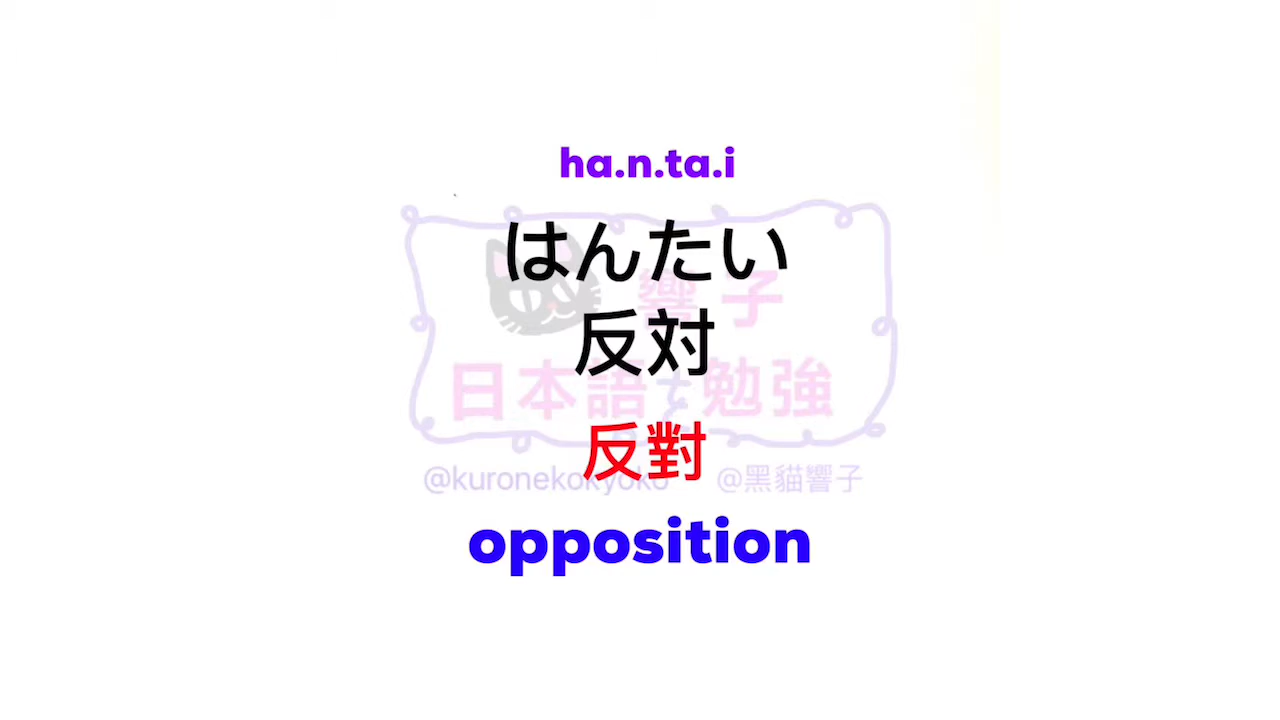 ha.n.ta.i
はんたい
響子
反対
日本語を勉強
反對
@kuronekokyoko @黑貓響子
opposition